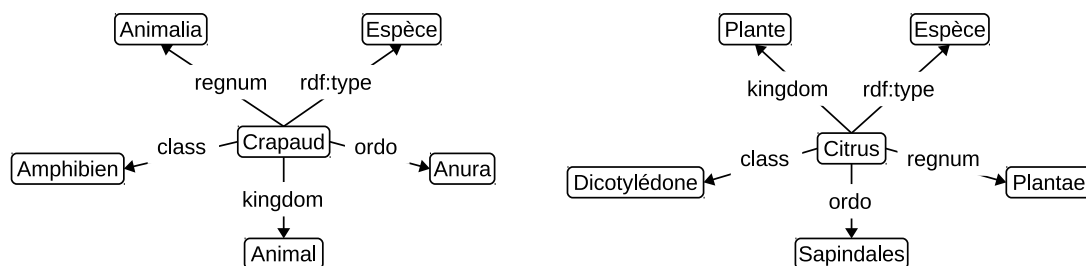 Animalia
Espèce
regnum
rdf:type
Crapaud
class
ordo
Amphibien
Anura
kingdom
Animal
Plante
Espèce
kingdom
rdf:type
Citrus
class
regnum
Dicotylédone
Plantae
ordo
Sapindales